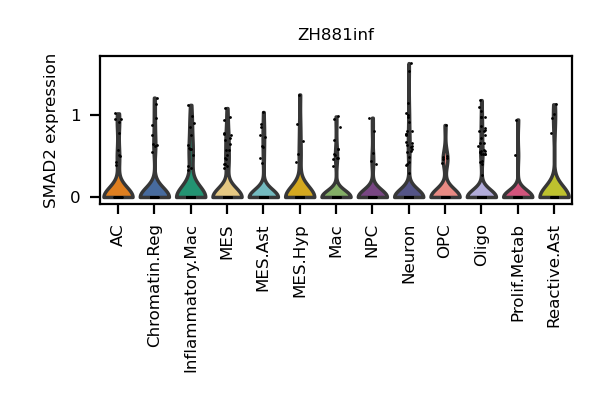 ZH881inf
SMAD2 expression
1
0
AC
Chromatin.Reg
Inflammatory.Mac
MES
MES.Ast
MES.Hyp
Mac
NPC
Neuron
OPC
Oligo
Prolif.Metab
Reactive.Ast